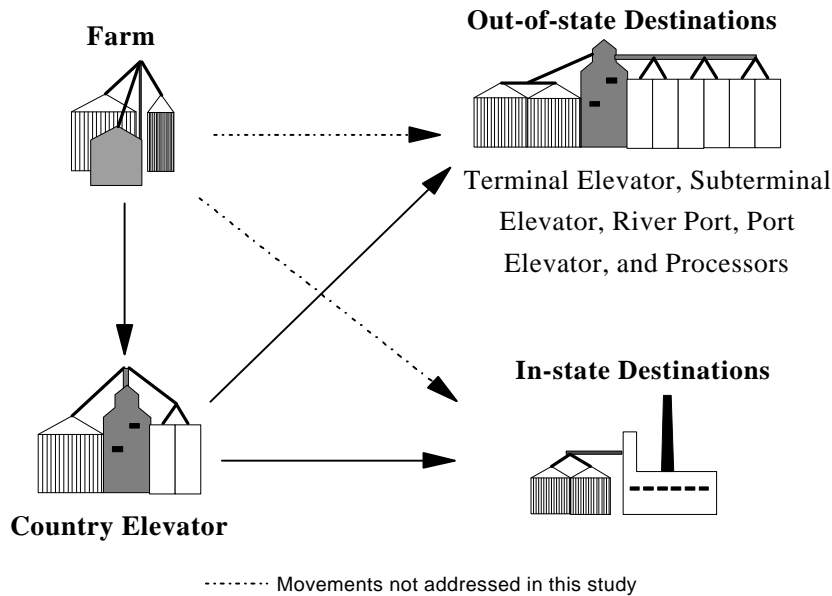 Farm
Out-of-state Destinations
Terminal Elevator, Subterminal
Elevator, River Port, Port
Elevator, and Processors
In-state Destinations
Country Elevator
Movements not addressed in this study